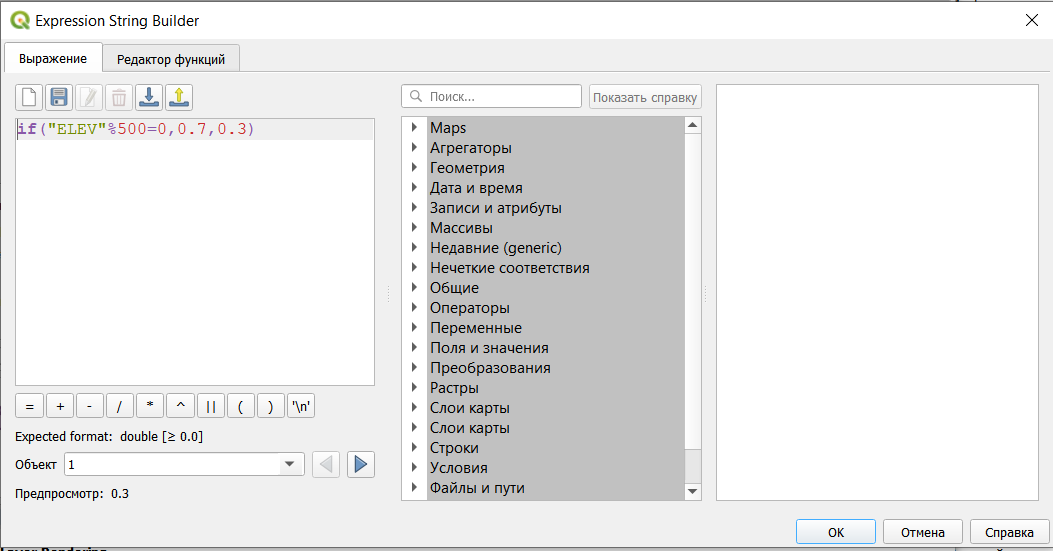 Expression String Builder
Выражение
Редактор функций
Поиск...
Показать справку
if("ELEV"%500=0,0.7,0.3)
Maps
Агрегаторы
Геометрия
Дата и время
Записи и атрибуты
Массивы
Недавние (generic)
Нечеткие соответствия
Общие
Операторы
Переменные
Поля и значения
Преобразования
Растры
Слои карты
Слои карты
Строки
Условия
Файлы и пути
= + - / * ^ || ( ) '\n'
Expected format: double [≥ 0.0]
Объект 1
Предпросмотр: 0.3
OK
Отмена
Справка